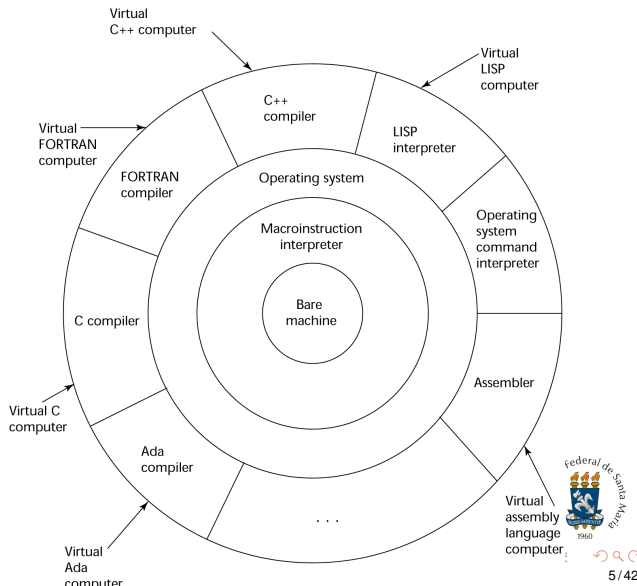 Virtual
C++ computer
Virtual
LISP
computer
C++
compiler
LISP
interpreter
Virtual
FORTRAN
computer
FORTRAN
compiler
Operating system
Operating
system
command
interpreter
Macroinstruction
interpreter
Bare
machine
C compiler
Assembler
Virtual C
computer
Ada
compiler
. . .
Virtual
assembly
language
computer
Virtual
Ada
computer
Federal de Santa Maria
1960
5/42